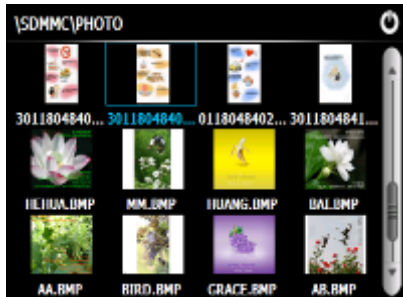 \SDMMC\PHOTO
3011804840... 3011804840... 0118048402... 3011804841....
HEHUA.BMP MM.BMP HUANG.BMP BAI.BMP
AA.BMP BIRD.BMP GRACE.BMP AB.BMP